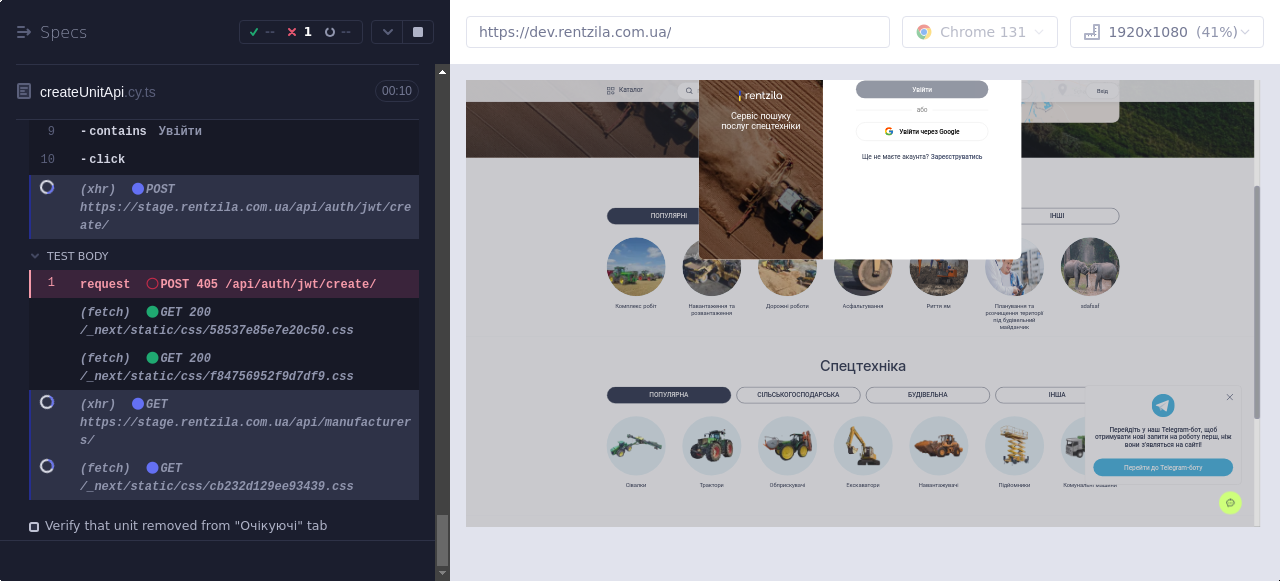 Specs
--
1
--
createUnitApi.cy.ts
00:10
9 -contains Увійти
10 -click
(xhr) POST
https://stage.rentzila.com.ua/api/auth/jwt/cre
ate/
TEST BODY
1 request POST 405 /api/auth/jwt/create/
(fetch) GET 200
/_next/static/css/58537e85e7e20c50.css
(fetch) GET 200
/_next/static/css/f84756952f9d7df9.css
(xhr) GET
https://stage.rentzila.com.ua/api/manufacturer
s/
(fetch) GET
/_next/static/css/cb232d129ee93439.css
Verify that unit removed from "Очікуючі" tab
https://dev.rentzila.com.ua/
Chrome 131
1920x1080 (41%)
Каталог
Вхід
rentzila
Сервіс пошуку
послуг спецтехніки
Увійти
або
Увійти через Google
Ще не маєте акаунта? Зареєструватись
ПОПУЛЯРНІ
ІНШІ
Комплекс робіт
Навантаження та
розвантаження
Дорожні роботи
Асфальтування
Риття ям
Планування та
розчищення території
під будівельний
майданчик
sdafsaf
Спецтехніка
ПОПУЛЯРНА
СІЛЬСЬКОГОСПОДАРСЬКА
БУДІВЕЛЬНА
ІНША
Сівалки
Трактори
Обприскувачі
Екскаватори
Навантажувачі
Підйомники
Комунальні машини
Перейдіть у наш Telegram-бот, щоб
отримувати нові запити на роботу перш, ніж
вони з'являться на сайті!
Перейти до Telegram-боту